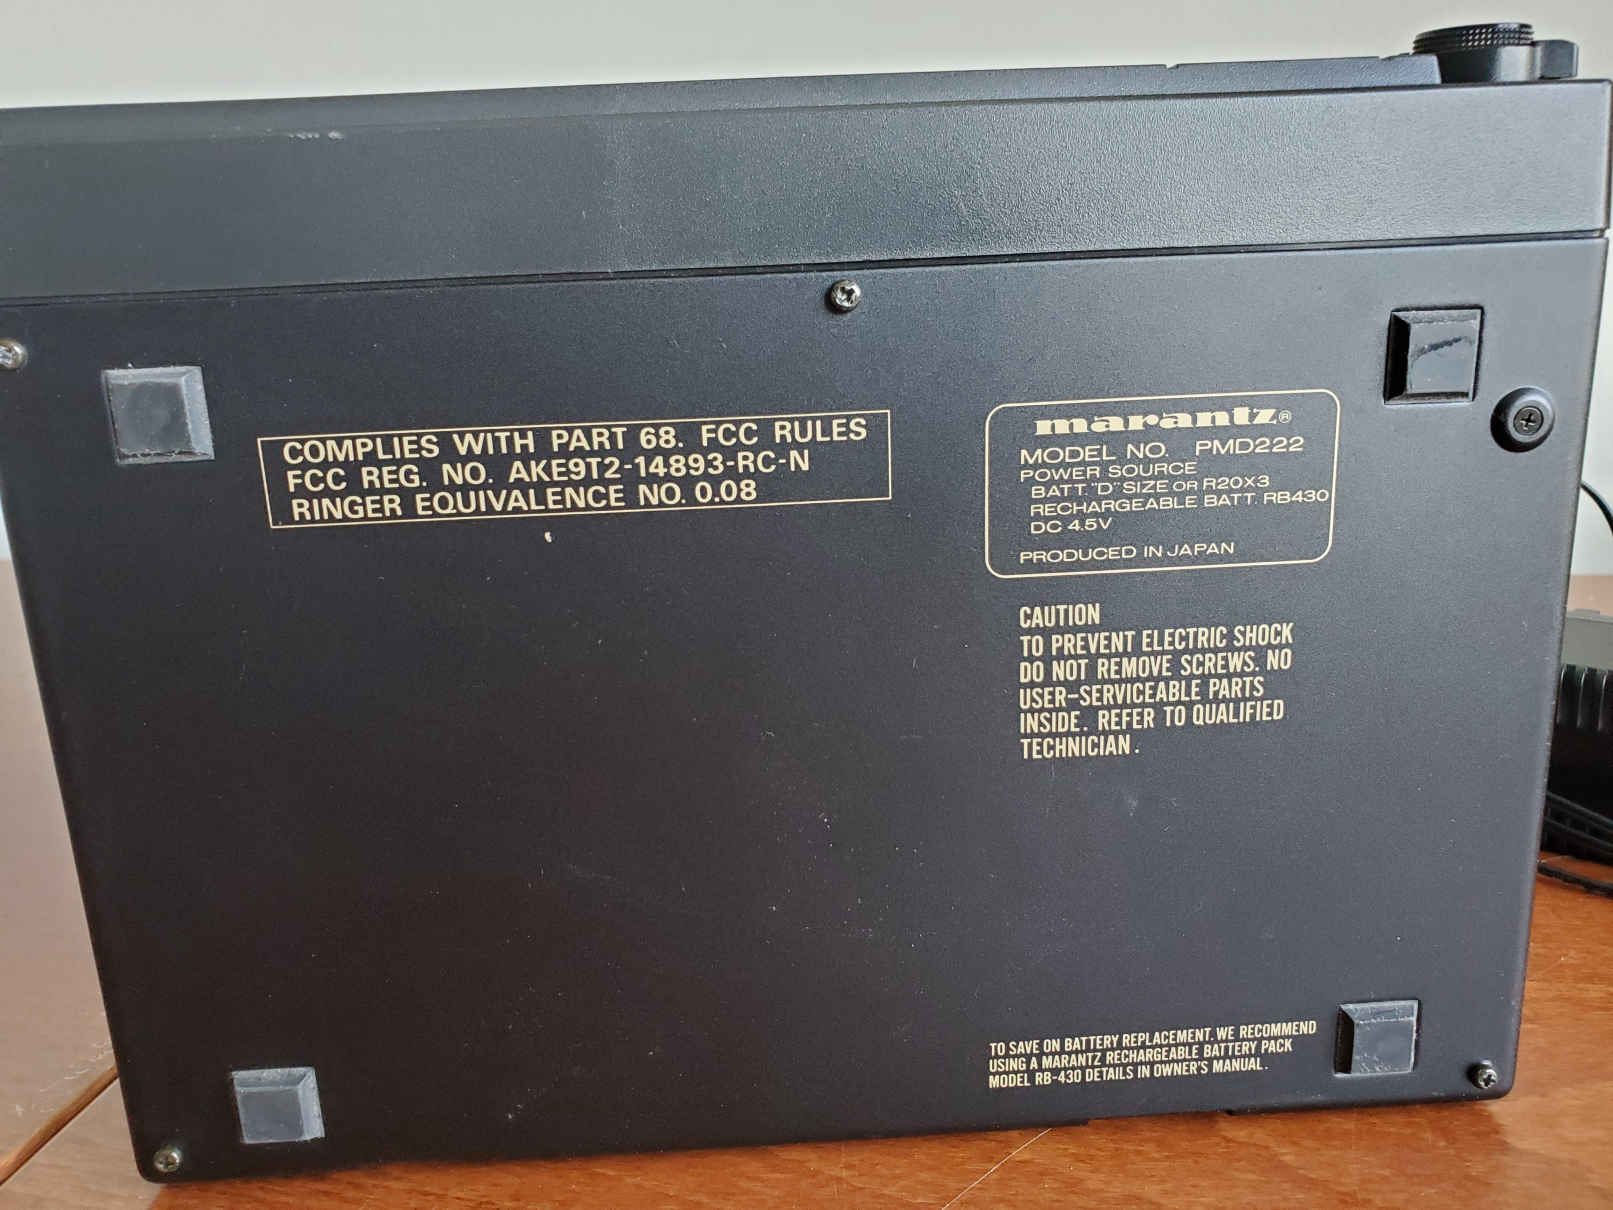 COMPLIES WITH PART 68. FCC RULES
FCC REG. NO. AKE9T2-14893-RC-N
RINGER EQUIVALENCE NO. 0.08
marantz®
MODEL NO. PMD222
POWER SOURCE
BATT. "D" SIZE OR R20X3
RECHARGEABLE BATT. RB430
DC 4.5V
PRODUCED IN JAPAN
CAUTION
TO PREVENT ELECTRIC SHOCK
DO NOT REMOVE SCREWS. NO
USER-SERVICEABLE PARTS
INSIDE. REFER TO QUALIFIED
TECHNICIAN.
TO SAVE ON BATTERY REPLACEMENT. WE RECOMMEND
USING A MARANTZ RECHARGEABLE BATTERY PACK
MODEL RB-430 DETAILS IN OWNER'S MANUAL.